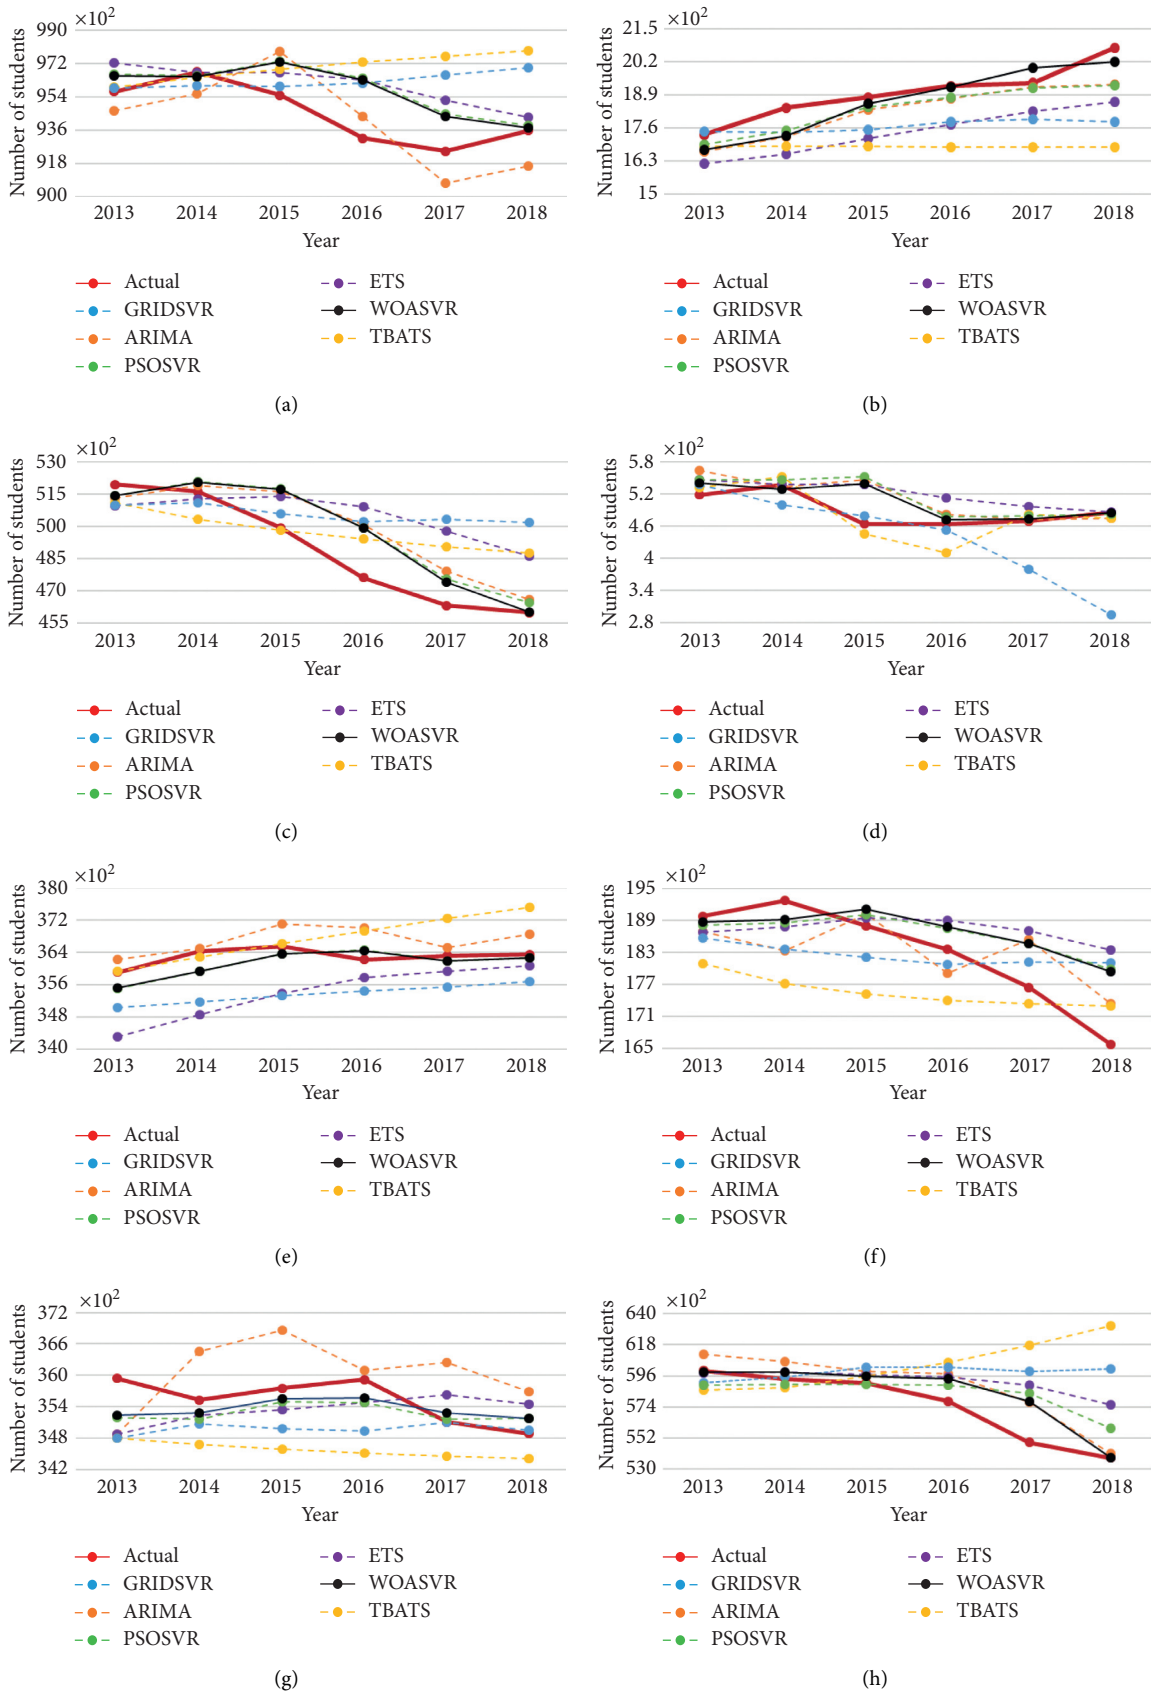 ×10²
Number of students
990
972
954
936
918
900
2013 2014 2015 2016 2017 2018
Year
Actual
GRIDSVR
ARIMA
PSOSVR
ETS
WOASVR
TBATS
(a)
×10²
Number of students
21.5
20.2
18.9
17.6
16.3
15
2013 2014 2015 2016 2017 2018
Year
Actual
GRIDSVR
ARIMA
PSOSVR
ETS
WOASVR
TBATS
(b)
×10²
Number of students
530
515
500
485
470
455
2013 2014 2015 2016 2017 2018
Year
Actual
GRIDSVR
ARIMA
PSOSVR
ETS
WOASVR
TBATS
(c)
×10²
Number of students
5.8
5.2
4.6
4
3.4
2.8
2013 2014 2015 2016 2017 2018
Year
Actual
GRIDSVR
ARIMA
PSOSVR
ETS
WOASVR
TBATS
(d)
×10²
Number of students
380
372
364
356
348
340
2013 2014 2015 2016 2017 2018
Year
Actual
GRIDSVR
ARIMA
PSOSVR
ETS
WOASVR
TBATS
(e)
×10²
Number of students
195
189
183
177
171
165
2013 2014 2015 2016 2017 2018
Year
Actual
GRIDSVR
ARIMA
PSOSVR
ETS
WOASVR
TBATS
(f)
×10²
Number of students
372
366
360
354
348
342
2013 2014 2015 2016 2017 2018
Year
Actual
GRIDSVR
ARIMA
PSOSVR
ETS
WOASVR
TBATS
(g)
×10²
Number of students
640
618
596
574
552
530
2013 2014 2015 2016 2017 2018
Year
Actual
GRIDSVR
ARIMA
PSOSVR
ETS
WOASVR
TBATS
(h)